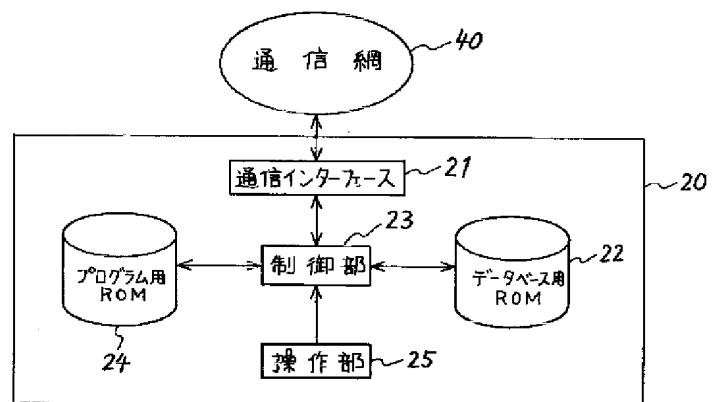 通信網
40
通信インターフェース
21
20
23
プログラム用
ROM
制御部
データベース用
ROM
22
24
操作部
25